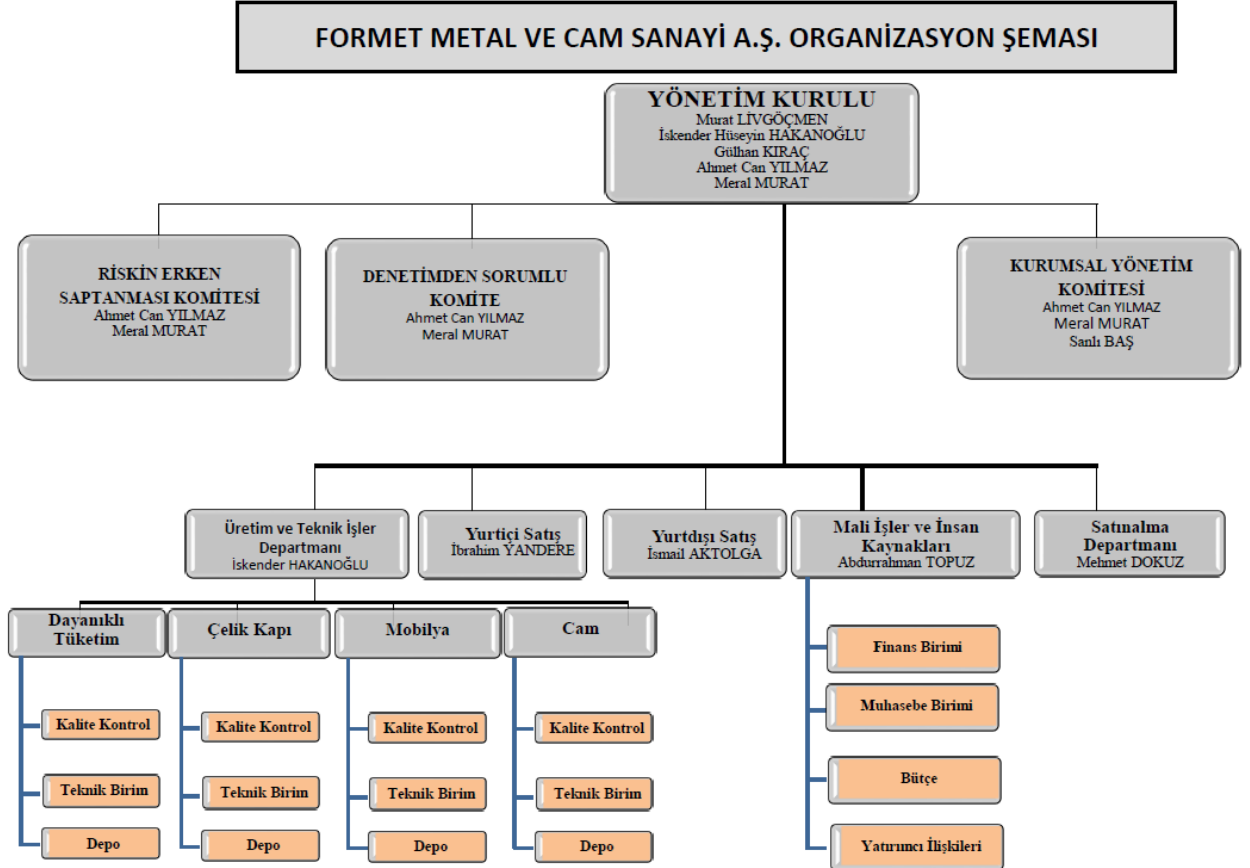 FORMET METAL VE CAM SANAYİ A.Ş. ORGANİZASYON ŞEMASI
YÖNETİM KURULU
Murat LİVGÖÇMEN
İskender Hüseyin HAKANOĞLU
Gülhan KIRAÇ
Ahmet Can YILMAZ
Meral MURAT
RİSKİN ERKEN
SAPTANMASI KOMİTESİ
Ahmet Can YILMAZ
Meral MURAT
DENETİMDEN SORUMLU
KOMİTE
Ahmet Can YILMAZ
Meral MURAT
KURUMSAL YÖNETİM
KOMİTESİ
Ahmet Can YILMAZ
Meral MURAT
Sanlı BAŞ
Üretim ve Teknik İşler
Departmanı
İskender HAKANOĞLU
Yurtiçi Satış
İbrahim YANDERE
Yurtdışı Satış
İsmail AKTOLGA
Mali İşler ve İnsan
Kaynakları
Abdurrahman TOPUZ
Satınalma
Departmanı
Mehmet DOKUZ
Dayanıklı
Tüketim
Kalite Kontrol
Teknik Birim
Depo
Çelik Kapı
Kalite Kontrol
Teknik Birim
Depo
Mobilya
Kalite Kontrol
Teknik Birim
Depo
Cam
Kalite Kontrol
Teknik Birim
Depo
Finans Birimi
Muhasebe Birimi
Bütçe
Yatırımcı İlişkileri